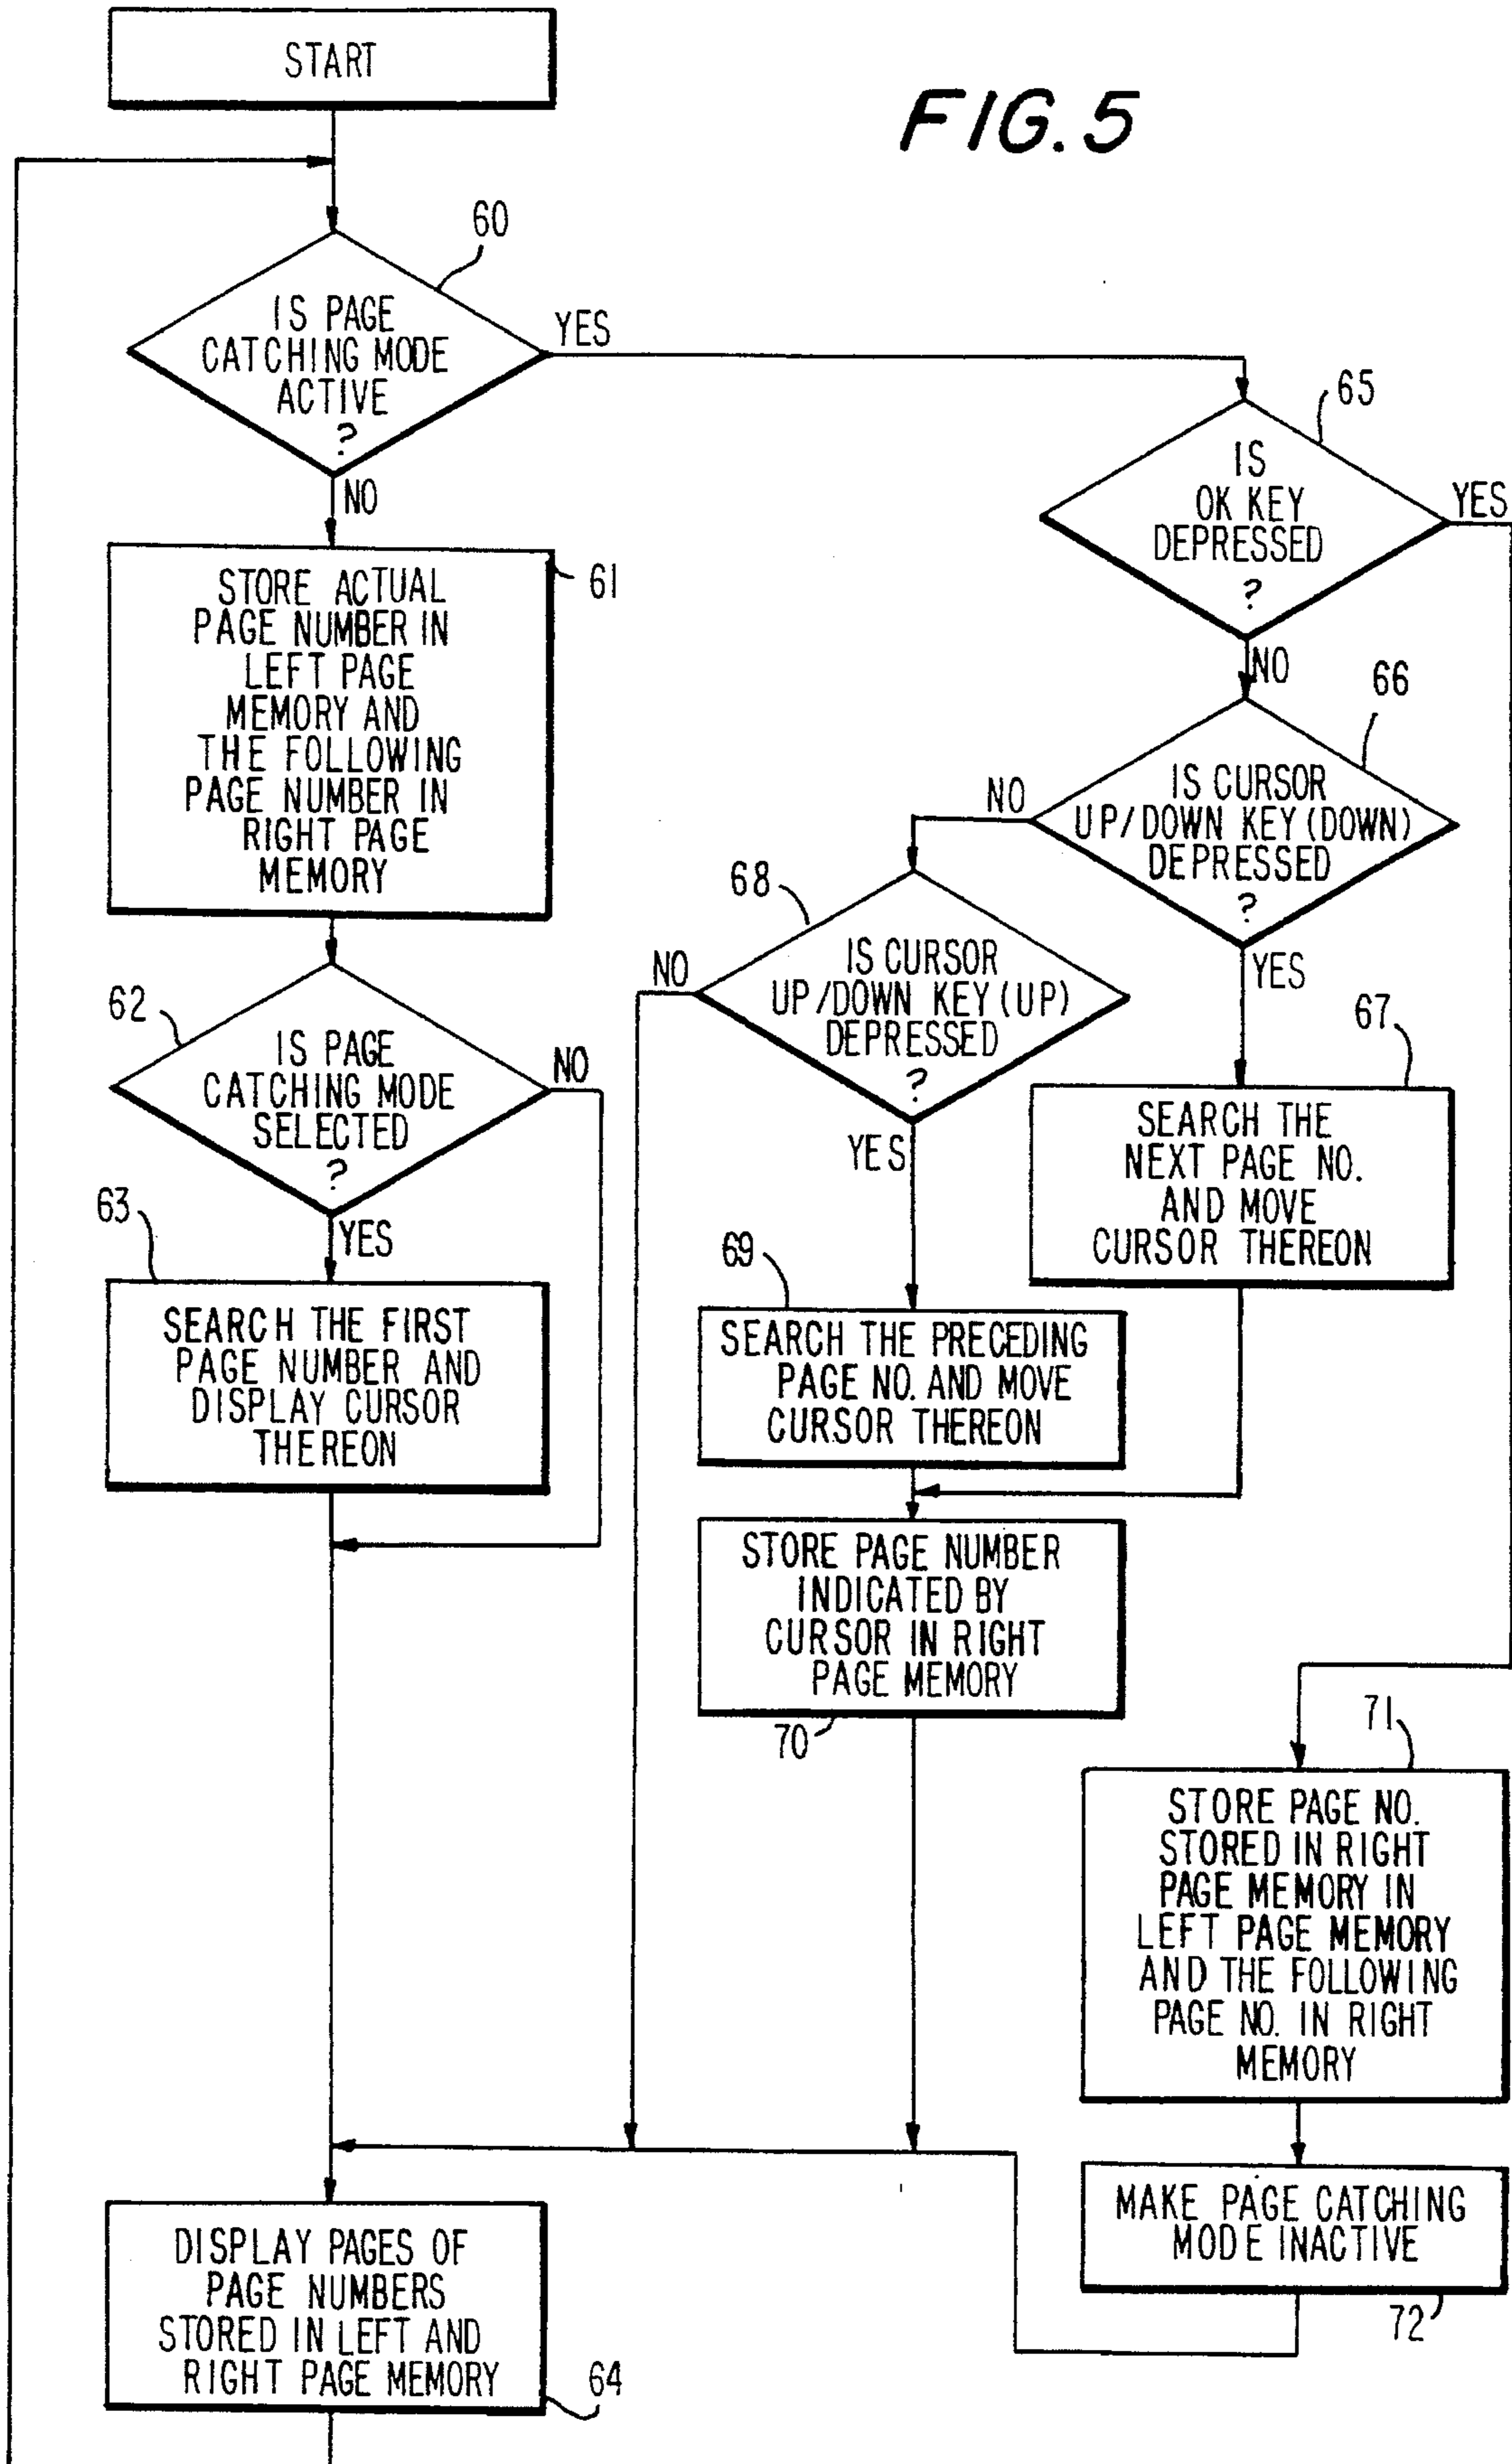 START
FIG. 5
60
IS PAGE
CATCHING MODE
ACTIVE
?
YES
NO
61
STORE ACTUAL
PAGE NUMBER IN
LEFT PAGE
MEMORY AND
THE FOLLOWING
PAGE NUMBER IN
RIGHT PAGE
MEMORY
62
IS PAGE
CATCHING MODE
SELECTED
?
NO
YES
63
SEARCH THE FIRST
PAGE NUMBER AND
DISPLAY CURSOR
THEREON
65
IS
OK KEY
DEPRESSED
?
YES
NO
66
IS CURSOR
UP/DOWN KEY (DOWN)
DEPRESSED
?
NO
YES
67
SEARCH THE
NEXT PAGE NO.
AND MOVE
CURSOR THEREON
68
IS CURSOR
UP/DOWN KEY (UP)
DEPRESSED
?
NO
YES
69
SEARCH THE PRECEDING
PAGE NO. AND MOVE
CURSOR THEREON
STORE PAGE NUMBER
INDICATED BY
CURSOR IN RIGHT
PAGE MEMORY
70
71
STORE PAGE NO.
STORED IN RIGHT
PAGE MEMORY IN
LEFT PAGE MEMORY
AND THE FOLLOWING
PAGE NO. IN RIGHT
MEMORY
MAKE PAGE CATCHING
MODE INACTIVE
72
DISPLAY PAGES OF
PAGE NUMBERS
STORED IN LEFT AND
RIGHT PAGE MEMORY
64